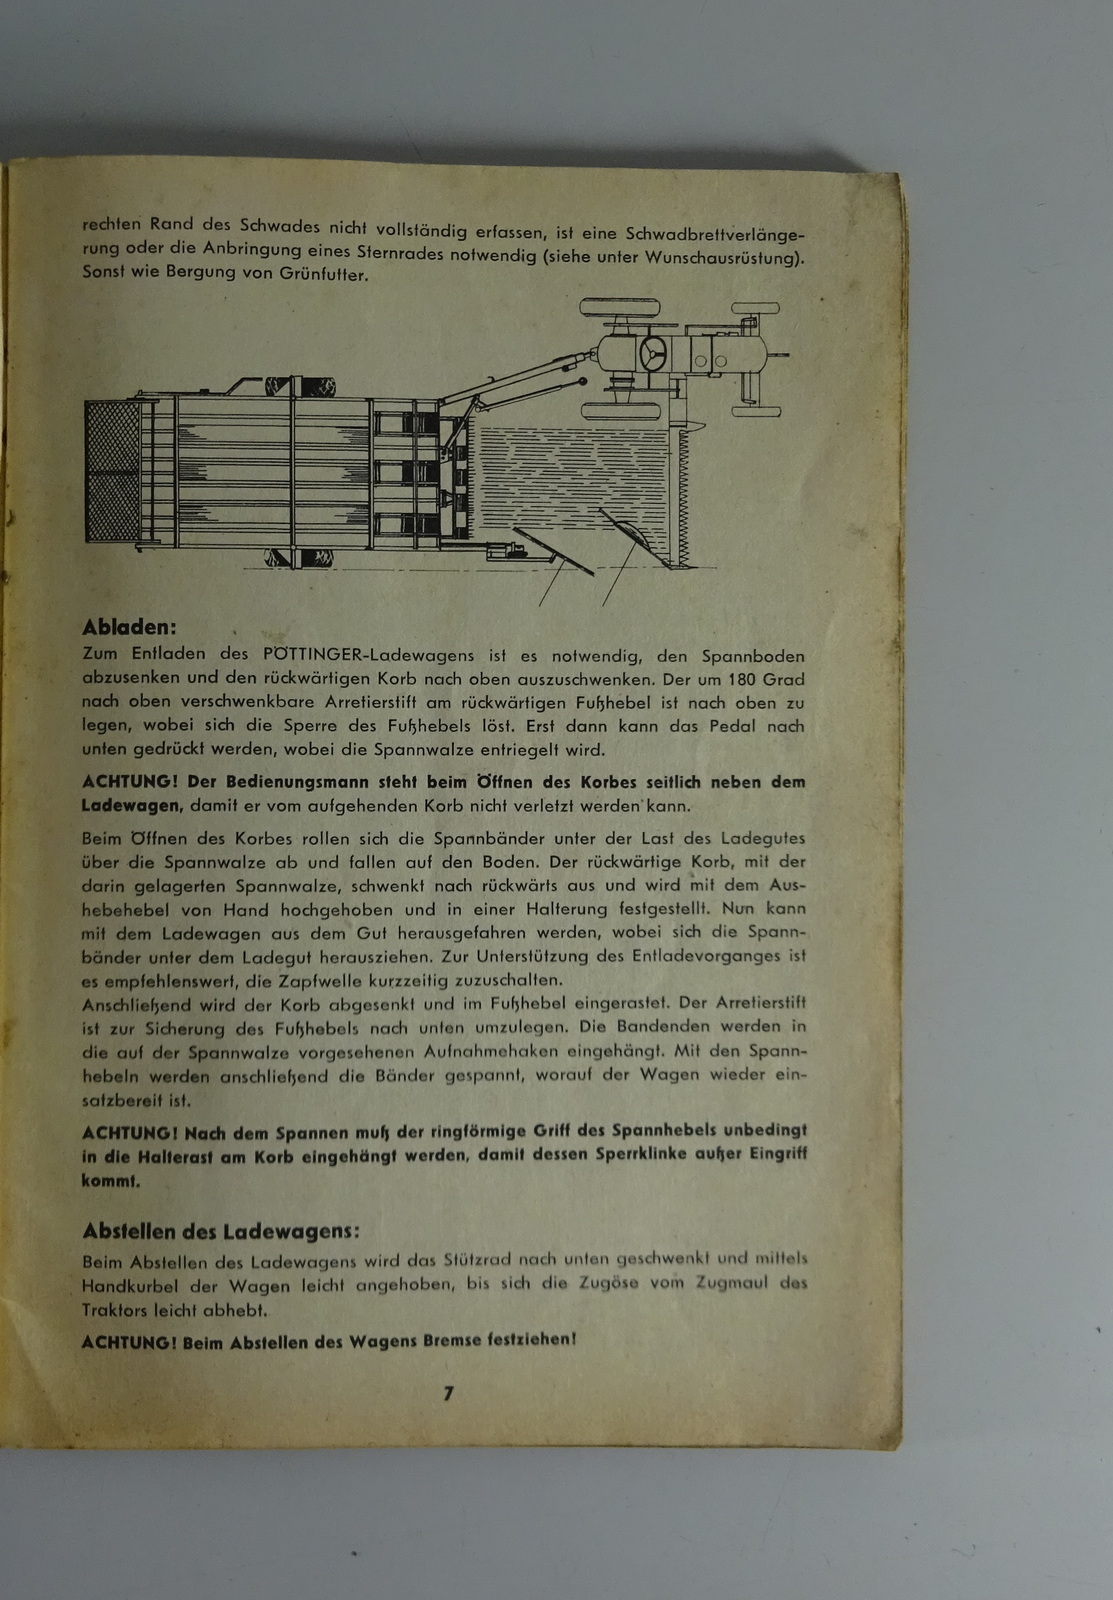 rechten Rand des Schwades nicht vollständig erfassen, ist eine Schwadbrettverlänge-
rung oder die Anbringung eines Sternrades notwendig (siehe unter Wunschausrüstung).
Sonst wie Bergung von Grünfutter.
Abladen:
Zum Entladen des PÖTTINGER-Ladewagens ist es notwendig, den Spannboden
abzusenken und den rückwärtigen Korb nach oben auszuschwenken. Der um 180 Grad
nach oben verschwenkbare Arretierstift am rückwärtigen Fußhebel ist nach oben zu
legen, wobei sich die Sperre des Fußhebels löst. Erst dann kann das Pedal nach
unten gedrückt werden, wobei die Spannwalze entriegelt wird.
ACHTUNG! Der Bedienungsmann steht beim Öffnen des Korbes seitlich neben dem
Ladewagen, damit er vom aufgehenden Korb nicht verletzt werden kann.
Beim Öffnen des Korbes rollen sich die Spannbänder unter der Last des Ladegutes
über die Spannwalze ab und fallen auf den Boden. Der rückwärtige Korb, mit der
darin gelagerten Spannwalze, schwenkt nach rückwärts aus und wird mit dem Aus-
hebehebel von Hand hochgehoben und in einer Halterung festgestellt. Nun kann
mit dem Ladewagen aus dem Gut herausgefahren werden, wobei sich die Spann-
bänder unter dem Ladegut herausziehen. Zur Unterstützung des Entladevorganges ist
es empfehlenswert, die Zapfwelle kurzzeitig zuzuschalten.
Anschließend wird der Korb abgesenkt und im Fußhebel eingerastet. Der Arretierstift
ist zur Sicherung des Fußhebels nach unten umzulegen. Die Bandenden werden in
die auf der Spannwalze vorgesehenen Aufnahmehaken eingehängt. Mit den Spann-
hebeln werden anschließend die Bänder gespannt, worauf der Wagen wieder ein-
satzbereit ist.
ACHTUNG! Nach dem Spannen muß der ringförmige Griff des Spannhebels unbedingt
in die Halterast am Korb eingehängt werden, damit dessen Sperrklinke außer Eingriff
kommt.
Abstellen des Ladewagens:
Beim Abstellen des Ladewagens wird das Stützrad nach unten geschwenkt und mittels
Handkurbel der Wagen leicht angehoben, bis sich die Zugöse vom Zugmaul des
Traktors leicht abhebt.
ACHTUNG! Beim Abstellen des Wagens Bremse festziehen!
7